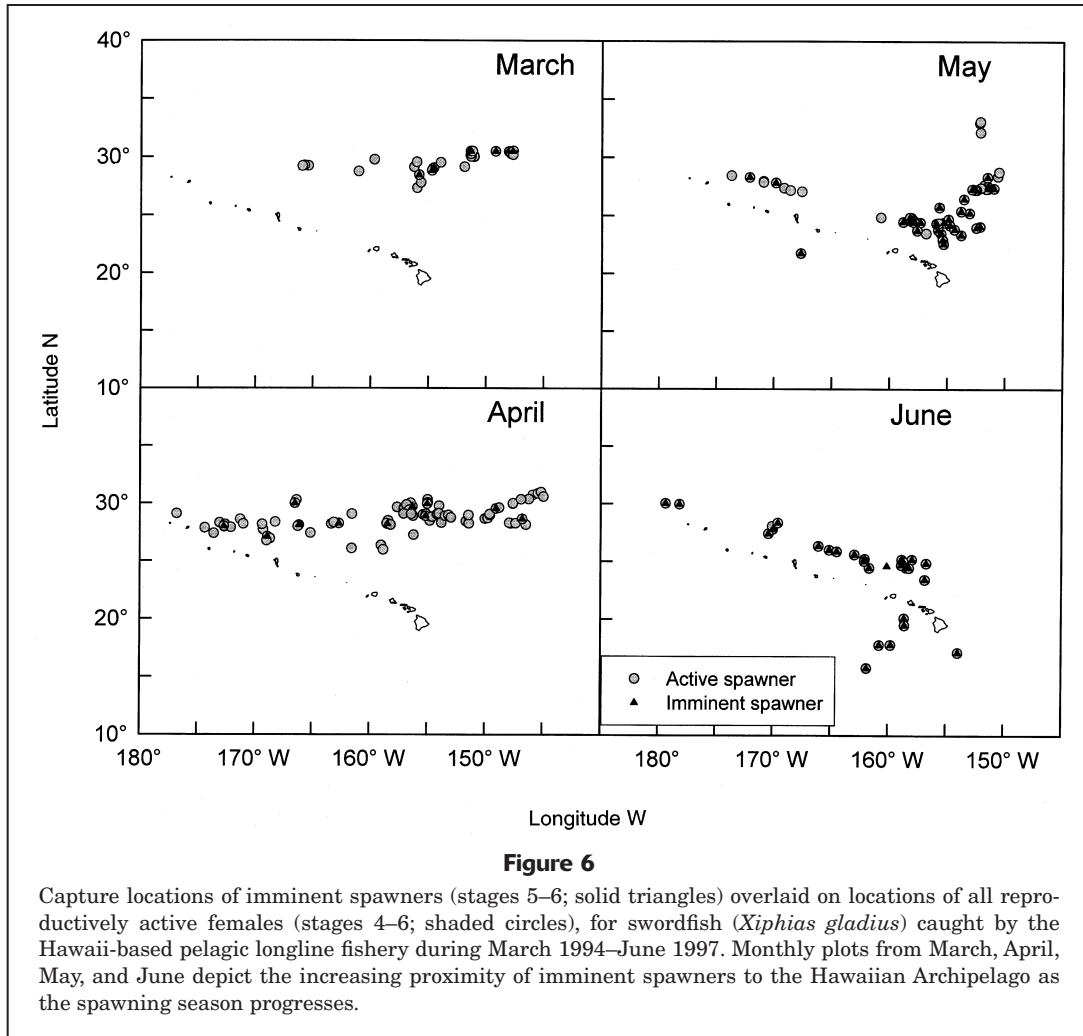 40°
March
May
30°
20°
10°
Latitude N
April
June
30°
20°
Active spawner
Imminent spawner
10°
180° 170° W 160° W 150° W 180° 170° W 160° W 150° W
Longitude W
Figure 6
Capture locations of imminent spawners (stages 5–6; solid triangles) overlaid on locations of all repro-
ductively active females (stages 4–6; shaded circles), for swordfish (Xiphias gladius) caught by the
Hawaii-based pelagic longline fishery during March 1994–June 1997. Monthly plots from March, April,
May, and June depict the increasing proximity of imminent spawners to the Hawaiian Archipelago as
the spawning season progresses.